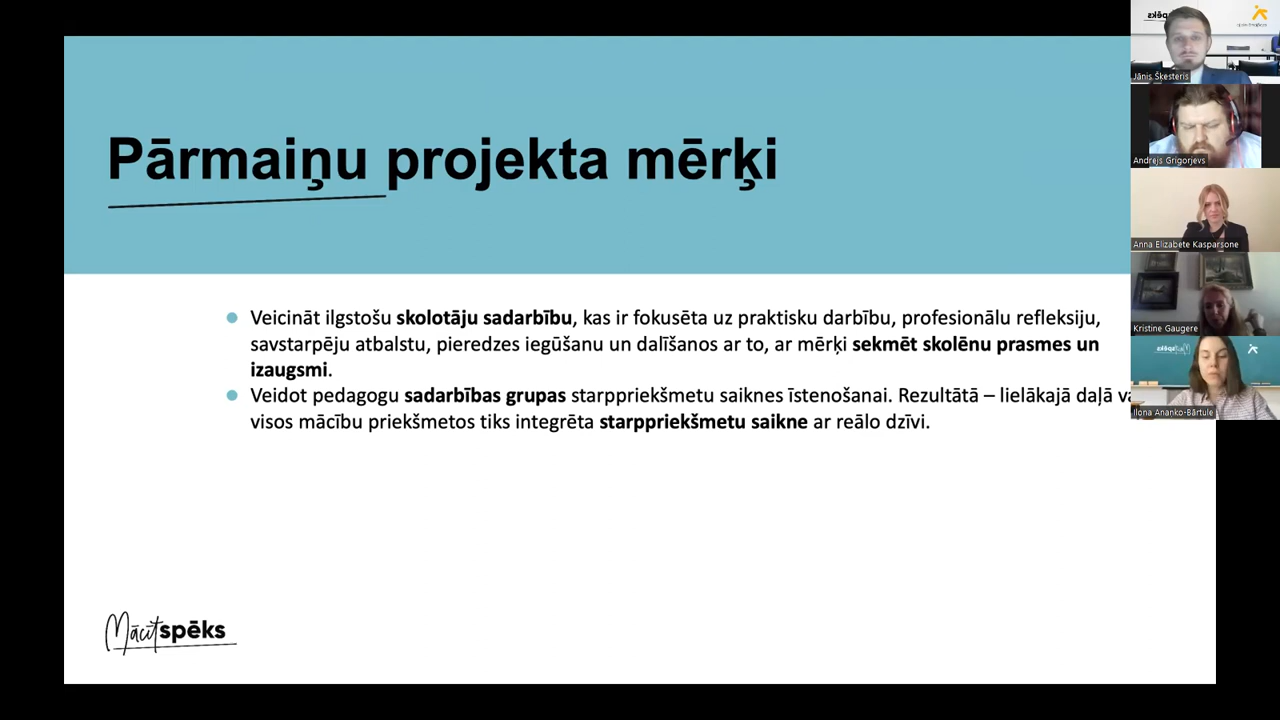 Pārmaiņu projekta mērķi
Veicināt ilgstošu skolotāju sadarbību, kas ir fokusēta uz praktisku darbību, profesionālu refleksiju,
savstarpēju atbalstu, pieredzes iegūšanu un dalīšanos ar to, ar mērķi sekmēt skolēnu prasmes un
izaugsmi.
Veidot pedagogu sadarbības grupas starppriekšmetu saiknes īstenošanai. Rezultātā – lielākajā daļā
visos mācību priekšmetos tiks integrēta starppriekšmetu saikne ar reālo dzīvi.
Mācītspēks
Jānis Šķesteris
Andrejs Grigorjevs
Anna Elizabete Kasparsone
Kristine Gaugere
Ilona Ananko-Bārtule